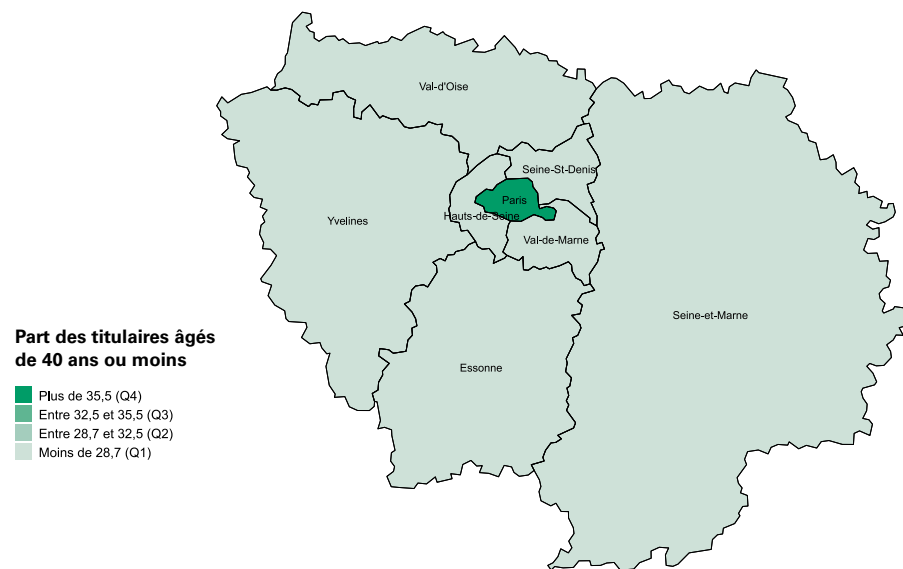 Val-d'Oise
Seine-St-Denis
Paris
Hauts-de-Seine
Yvelines
Val-de-Marne
Seine-et-Marne
Essonne
Part des titulaires âgés
de 40 ans ou moins
Plus de 35,5 (Q4)
Entre 32,5 et 35,5 (Q3)
Entre 28,7 et 32,5 (Q2)
Moins de 28,7 (Q1)